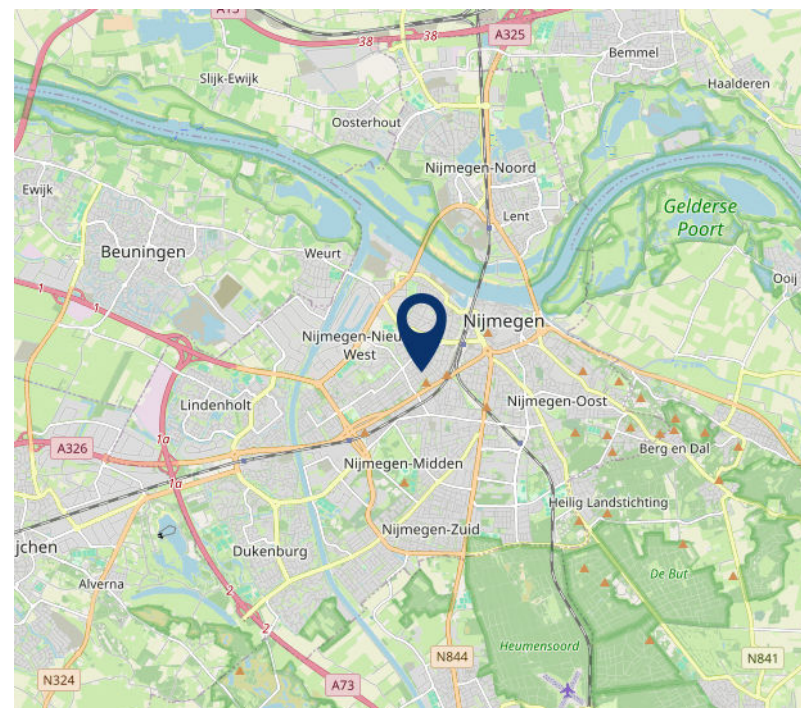 A15
38
38
A325
Bemmel
Slijk-Ewijk
Haalderen
Oosterhout
Nijmegen-Noord
Ewijk
Gelderse
Poort
Lent
Beuningen
Weurt
Ooij
1
1
Nijmegen
Nijmegen-Nieu
West
Lindenholt
Nijmegen-Oost
1a
A326
Berg en Dal
1a
Nijmegen-Midden
Heilig Landstichting
Nijmegen-Zuid
jchen
Dukenburg
De But
Alverna
2
2
Heumensoord
N844
N841
N324
A73